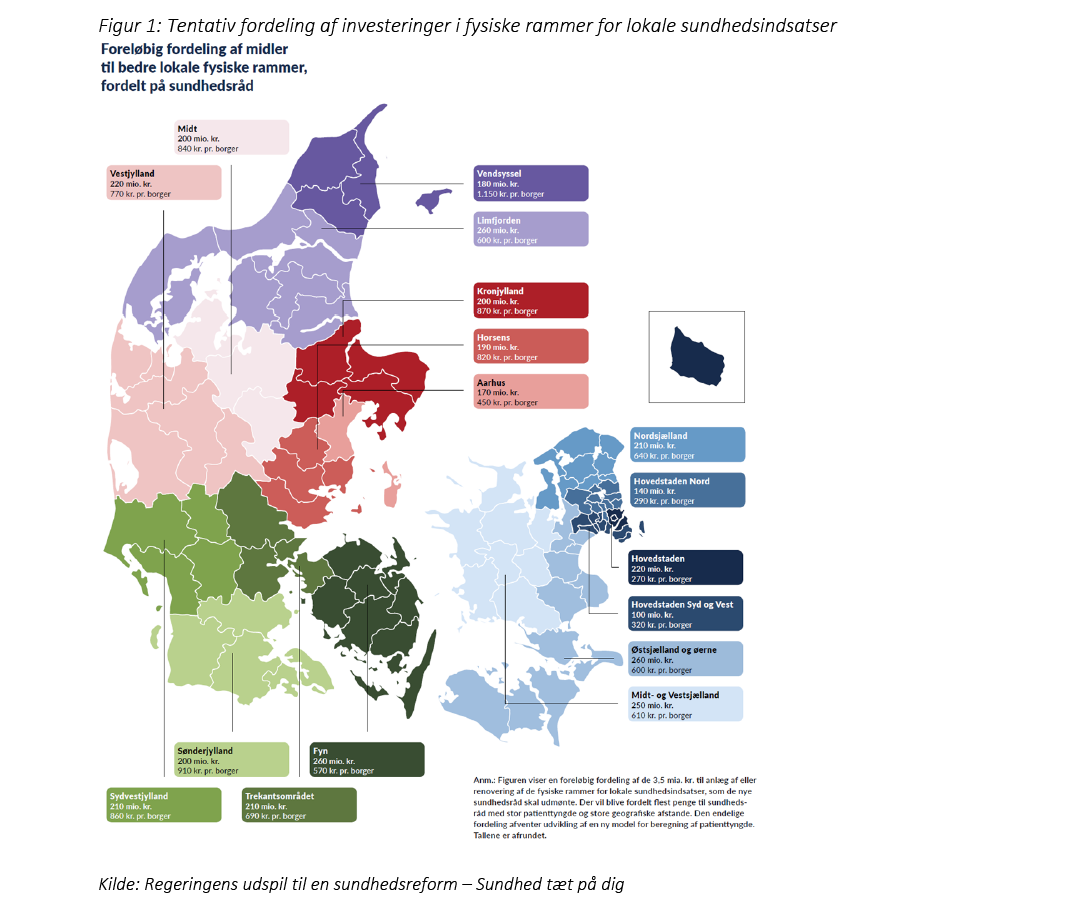 Figur 1: Tentativ fordeling af investeringer i fysiske rammer for lokale sundhedsindsatser
Foreløbig fordeling af midler
til bedre lokale fysiske rammer,
fordelt på sundhedsråd
Midt
200 mio. kr.
840 kr. pr. borger
Vestjylland
220 mio. kr.
770 kr. pr. borger
Vendsyssel
180 mio. kr.
1.150 kr. pr. borger
Limfjorden
260 mio. kr.
600 kr. pr. borger
Kronjylland
200 mio. kr.
870 kr. pr. borger
Horsens
190 mio. kr.
820 kr. pr. borger
Aarhus
170 mio. kr.
450 kr. pr. borger
Nordsjælland
210 mio. kr.
640 kr. pr. borger
Hovedstaden Nord
140 mio. kr.
290 kr. pr. borger
Hovedstaden
220 mio. kr.
270 kr. pr. borger
Hovedstaden Syd og Vest
100 mio. kr.
320 kr. pr. borger
Østsjælland og øerne
260 mio. kr.
600 kr. pr. borger
Midt- og Vestsjælland
250 mio. kr.
610 kr. pr. borger
Sønderjylland
200 mio. kr.
910 kr. pr. borger
Fyn
260 mio. kr.
570 kr. pr. borger
Sydvestjylland
210 mio. kr.
860 kr. pr. borger
Trekantsområdet
210 mio. kr.
690 kr. pr. borger
Anm.: Figuren viser en foreløbig fordeling af de 3,5 mia. kr. til anlæg af eller
renovering af de fysiske rammer for lokale sundhedsindsatser, som de nye
sundhedsråd skal udmønte. Der vil blive fordelt flest penge til sundheds-
råd med stor patienttyngde og store geografiske afstande. Den endelige
fordeling afventer udvikling af en ny model for beregning af patienttyngde.
Tallene er afrundet.
Kilde: Regeringens udspil til en sundhedsreform – Sundhed tæt på dig